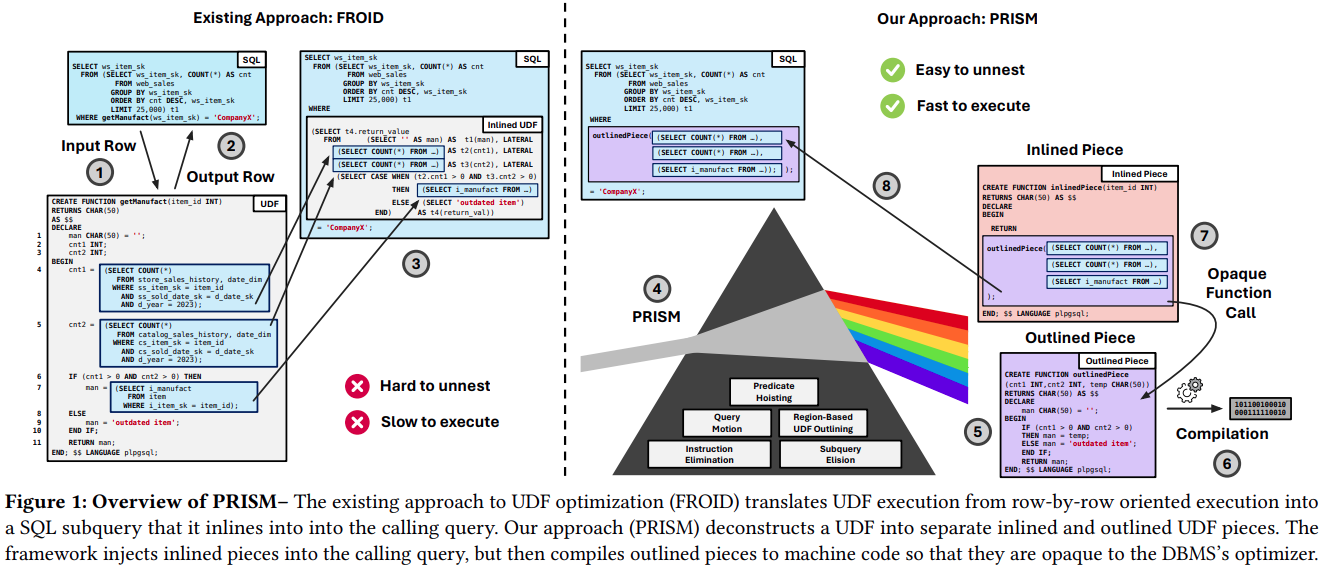 Existing Approach: FROID
SQL
SELECT ws_item_sk
FROM (SELECT ws_item_sk, COUNT(*) AS cnt
FROM web_sales
GROUP BY ws_item_sk
ORDER BY cnt DESC, ws_item_sk
LIMIT 25,000) t1
WHERE getManufact(ws_item_sk) = 'CompanyX';
Input Row
1
2
Output Row
UDF
CREATE FUNCTION getManufact(item_id INT)
RETURNS CHAR(50)
AS $$
DECLARE
1 man CHAR(50) = '';
2 cnt1 INT;
3 cnt2 INT;
BEGIN
4 cnt1 = (SELECT COUNT(*)
FROM store_sales_history, date_dim
WHERE ss_item_sk = item_id
AND ss_sold_date_sk = d_date_sk
AND d_year = 2023);
5 cnt2 = (SELECT COUNT(*)
FROM catalog_sales_history, date_dim
WHERE cs_item_sk = item_id
AND cs_sold_date_sk = d_date_sk
AND d_year = 2023);
6 IF (cnt1 > 0 AND cnt2 > 0) THEN
7 man = (SELECT i_manufact
FROM item
WHERE i_item_sk = item_id);
8 ELSE
9 man = 'outdated item';
10 END IF;
11 RETURN man;
END; $$ LANGUAGE plpgsql;
SQL
SELECT ws_item_sk
FROM (SELECT ws_item_sk, COUNT(*) AS cnt
FROM web_sales
GROUP BY ws_item_sk
ORDER BY cnt DESC, ws_item_sk
LIMIT 25,000) t1
WHERE
Inlined UDF
(SELECT t4.return_value
FROM (SELECT '' AS man) AS t1(man), LATERAL
(SELECT COUNT(*) FROM …) AS t2(cnt1), LATERAL
(SELECT COUNT(*) FROM …) AS t3(cnt2), LATERAL
(SELECT CASE WHEN (t2.cnt1 > 0 AND t3.cnt2 > 0)
THEN (SELECT i_manufact FROM …)
ELSE (SELECT 'outdated item')
END) AS t4(return_val))
= 'CompanyX';
3
Hard to unnest
Slow to execute
Our Approach: PRISM
SQL
SELECT ws_item_sk
FROM (SELECT ws_item_sk, COUNT(*) AS cnt
FROM web_sales
GROUP BY ws_item_sk
ORDER BY cnt DESC, ws_item_sk
LIMIT 25,000) t1
WHERE
outlinedPiece( (SELECT COUNT(*) FROM …),
(SELECT COUNT(*) FROM …),
(SELECT i_manufact FROM …)); );
= 'CompanyX';
Easy to unnest
Fast to execute
8
4
PRISM
Predicate
Hoisting
Query
Motion
Region-Based
UDF Outlining
Instruction
Elimination
Subquery
Elision
Inlined Piece
Inlined Piece
CREATE FUNCTION inlinedPiece(item_id INT)
RETURNS CHAR(50) AS $$
DECLARE
BEGIN
RETURN
outlinedPiece( (SELECT COUNT(*) FROM …),
(SELECT COUNT(*) FROM …),
(SELECT i_manufact FROM …)
);
END; $$ LANGUAGE plpgsql;
7
Opaque
Function
Call
Outlined Piece
Outlined Piece
CREATE FUNCTION outlinedPiece
(cnt1 INT,cnt2 INT, temp CHAR(50))
RETURNS CHAR(50) AS $$
DECLARE
man CHAR(50) = '';
BEGIN
IF (cnt1 > 0 AND cnt2 > 0)
THEN man = temp;
ELSE man = 'outdated item';
END IF;
RETURN man;
END; $$ LANGUAGE plpgsql;
5
101100100010
000111110010
Compilation
6
Figure 1: Overview of PRISM– The existing approach to UDF optimization (FROID) translates UDF execution from row-by-row oriented execution into
a SQL subquery that it inlines into into the calling query. Our approach (PRISM) deconstructs a UDF into separate inlined and outlined UDF pieces. The
framework injects inlined pieces into the calling query, but then compiles outlined pieces to machine code so that they are opaque to the DBMS's optimizer.